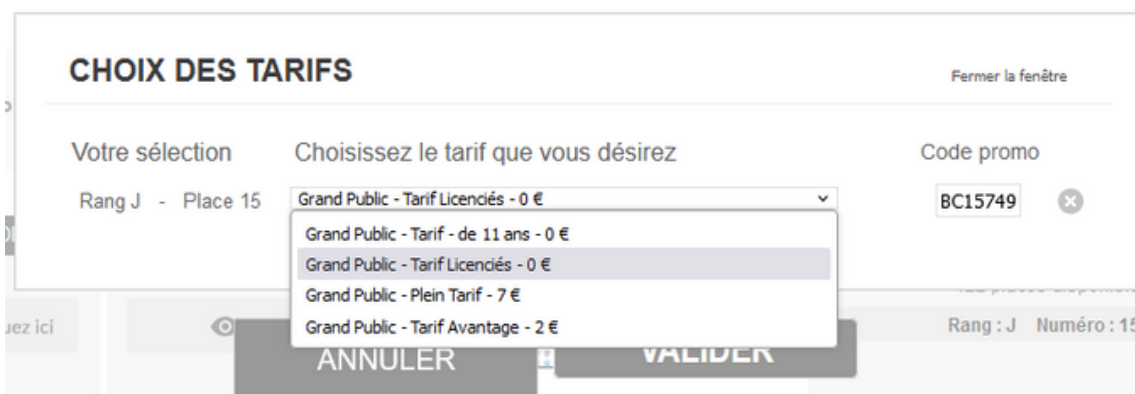 CHOIX DES TARIFS
Fermer la fenêtre
Votre sélection Choisissez le tarif que vous désirez Code promo
Rang J - Place 15 Grand Public - Tarif Licenciés - 0 € BC15749
Grand Public - Tarif - de 11 ans - 0 €
Grand Public - Tarif Licenciés - 0 €
Grand Public - Plein Tarif - 7 €
Grand Public - Tarif Avantage - 2 €
uez ici
Rang : J Numéro : 15
ANNULER
VALIDER